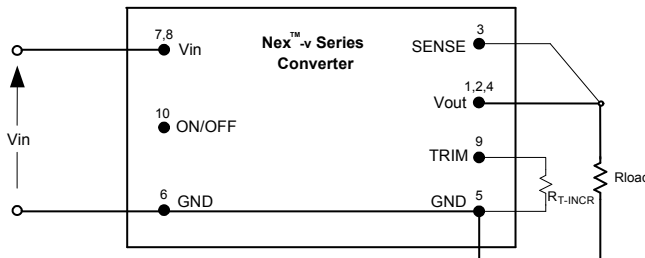 Nex™-v Series
Converter
7,8
Vin
3
SENSE
1,2,4
Vout
10
ON/OFF
Vin
9
TRIM
RT-INCR
Rload
6
GND
5
GND